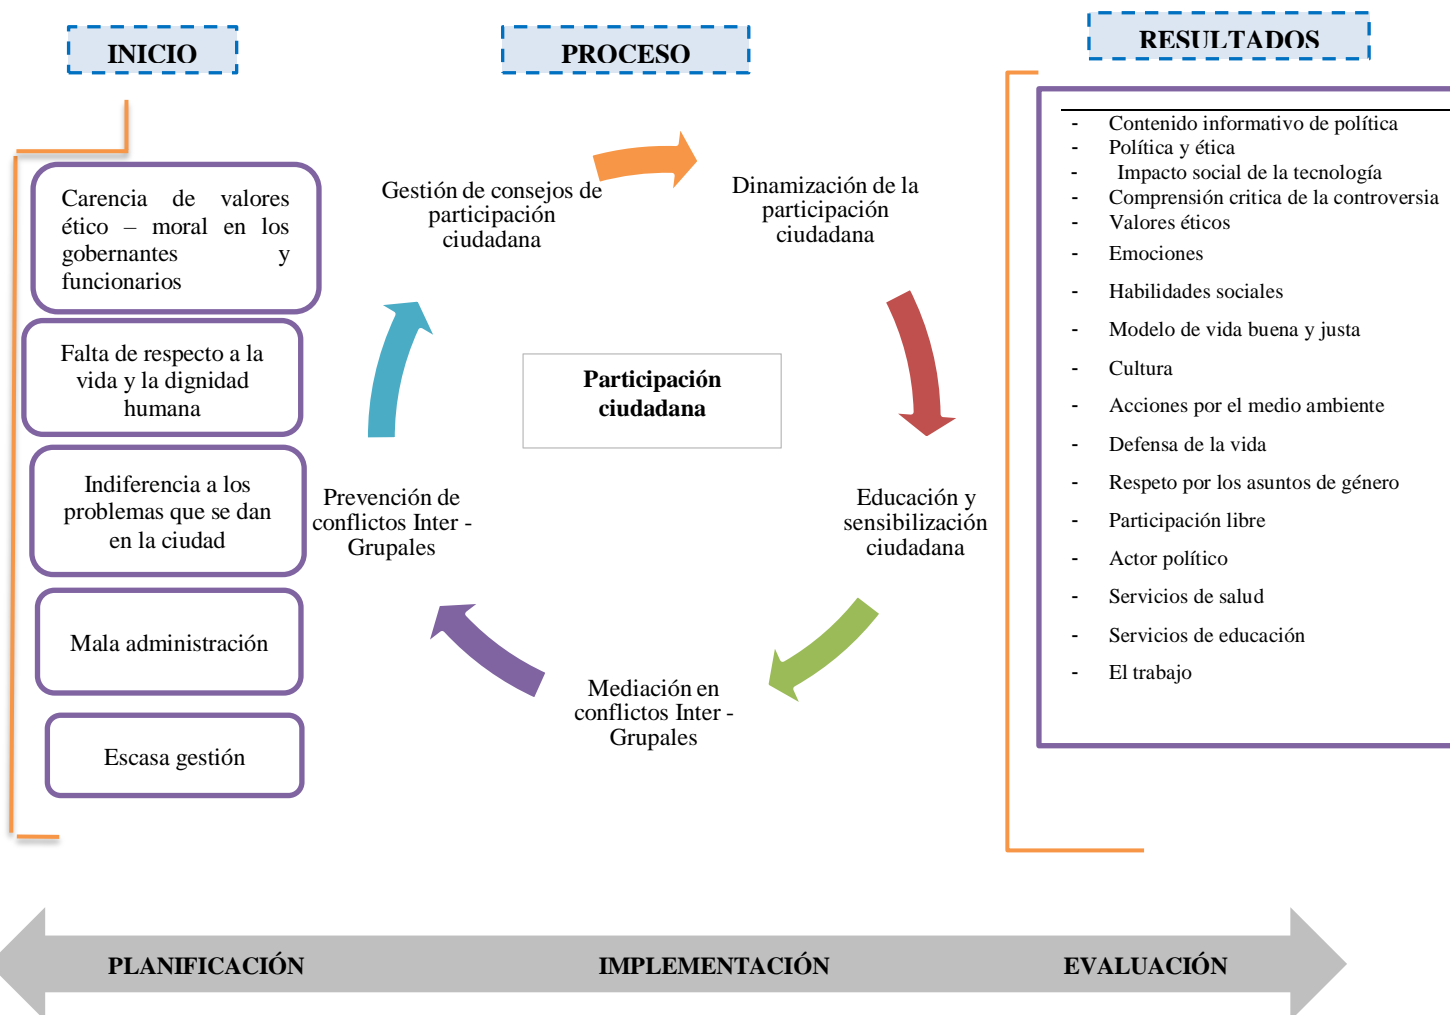 INICIO
PROCESO
RESULTADOS
Carencia de valores
ético – moral en los
gobernantes y
funcionarios
Falta de respecto a la
vida y la dignidad
humana
Indiferencia a los
problemas que se dan
en la ciudad
Mala administración
Escasa gestión
Gestión de consejos de
participación
ciudadana
Dinamización de la
participación
ciudadana
Participación
ciudadana
Prevención de
conflictos Inter -
Grupales
Educación y
sensibilización
ciudadana
Mediación en
conflictos Inter -
Grupales
- Contenido informativo de política
- Política y ética
- Impacto social de la tecnología
- Comprensión critica de la controversia
- Valores éticos
- Emociones
- Habilidades sociales
- Modelo de vida buena y justa
- Cultura
- Acciones por el medio ambiente
- Defensa de la vida
- Respeto por los asuntos de género
- Participación libre
- Actor político
- Servicios de salud
- Servicios de educación
- El trabajo
PLANIFICACIÓN
IMPLEMENTACIÓN
EVALUACIÓN